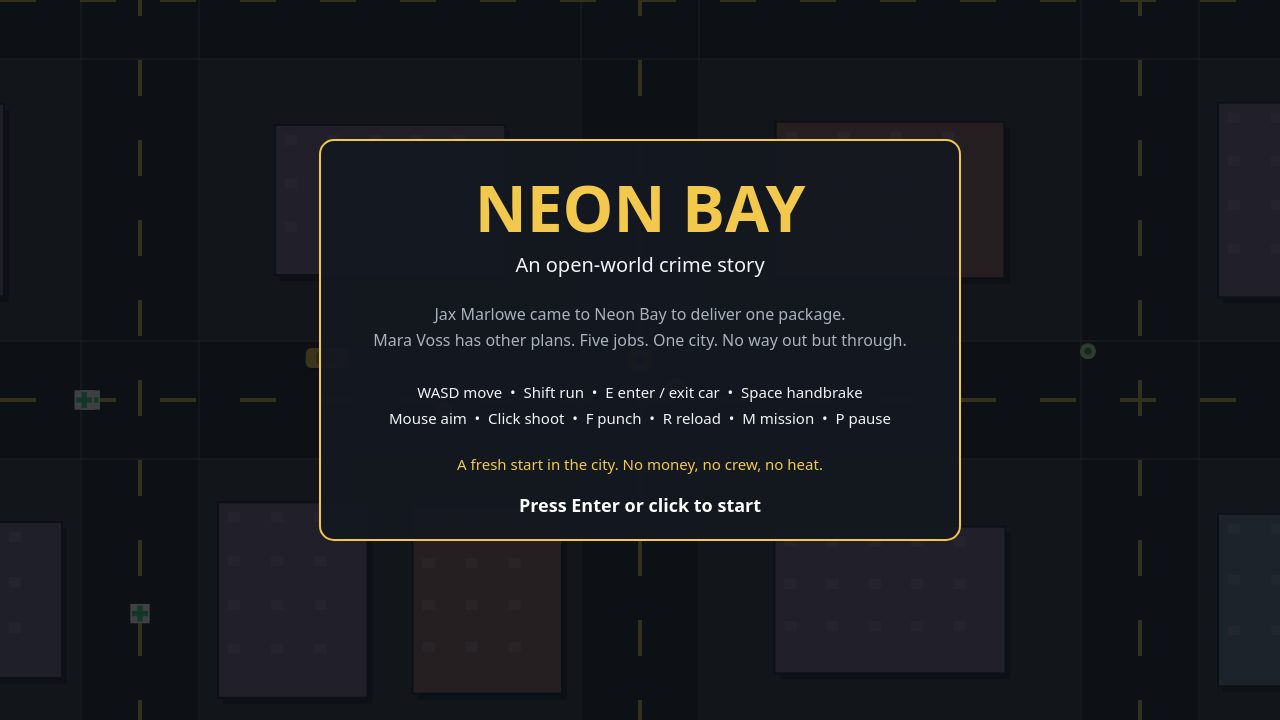 NEON BAY
An open-world crime story
Jax Marlowe came to Neon Bay to deliver one package.
Mara Voss has other plans. Five jobs. One city. No way out but through.
WASD move • Shift run • E enter / exit car • Space handbrake
Mouse aim • Click shoot • F punch • R reload • M mission • P pause
A fresh start in the city. No money, no crew, no heat.
Press Enter or click to start